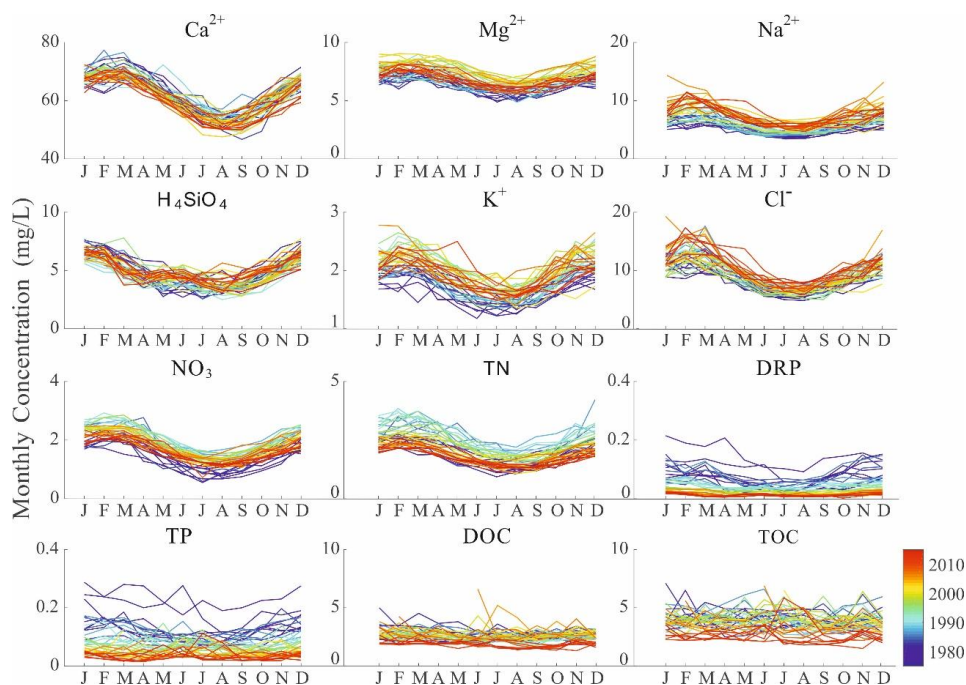 Ca²⁺ Mg²⁺ Na²⁺
80 10 20
60 5 10
40 0 0
J F M A M J J A S O N D J F M A M J J A S O N D J F M A M J J A S O N D
H₄SiO₄ K⁺ Cl⁻
10 3 20
5 2 10
0 1 0
J F M A M J J A S O N D J F M A M J J A S O N D J F M A M J J A S O N D
NO₃ TN DRP
4 5 0.4
2 0.2
0 0 0
J F M A M J J A S O N D J F M A M J J A S O N D J F M A M J J A S O N D
TP DOC TOC
0.4 10 10
0.2 5 5
0 0 0
J F M A M J J A S O N D J F M A M J J A S O N D J F M A M J J A S O N D
Monthly Concentration (mg/L)
2010
2000
1990
1980